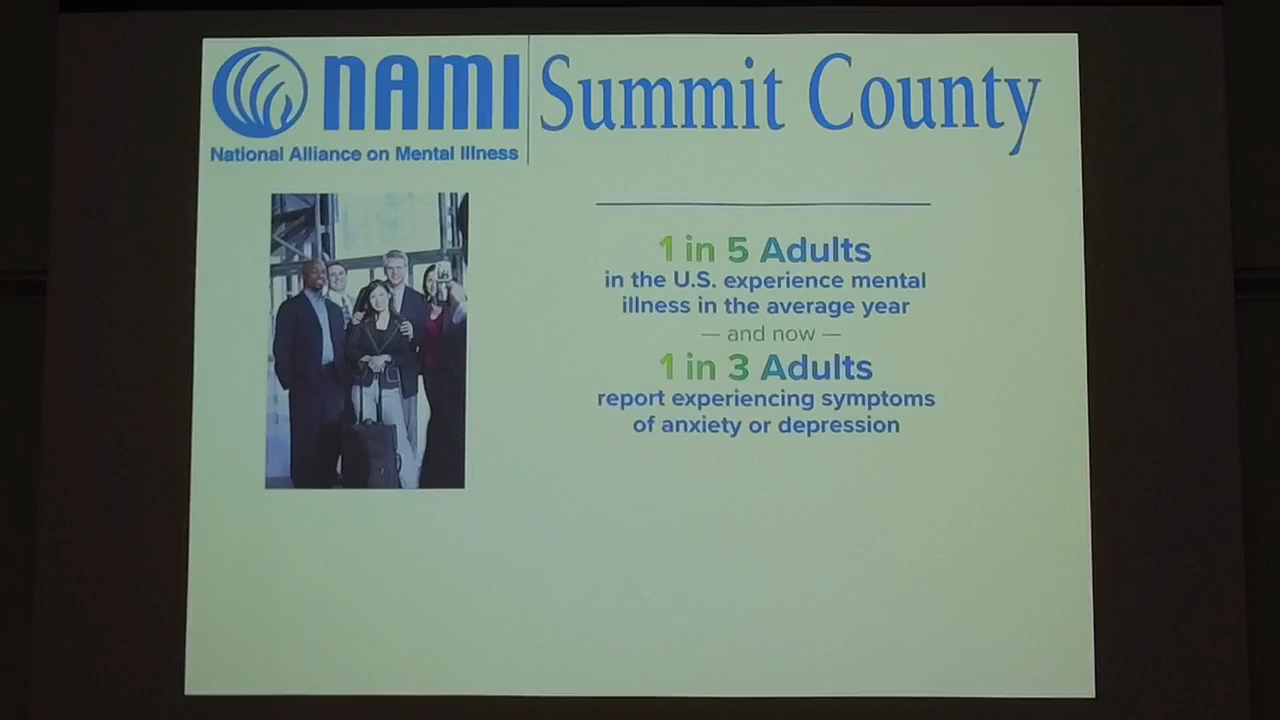 NAMI Summit County
National Alliance on Mental Illness
1 in 5 Adults
in the U.S. experience mental
illness in the average year
— and now —
1 in 3 Adults
report experiencing symptoms
of anxiety or depression